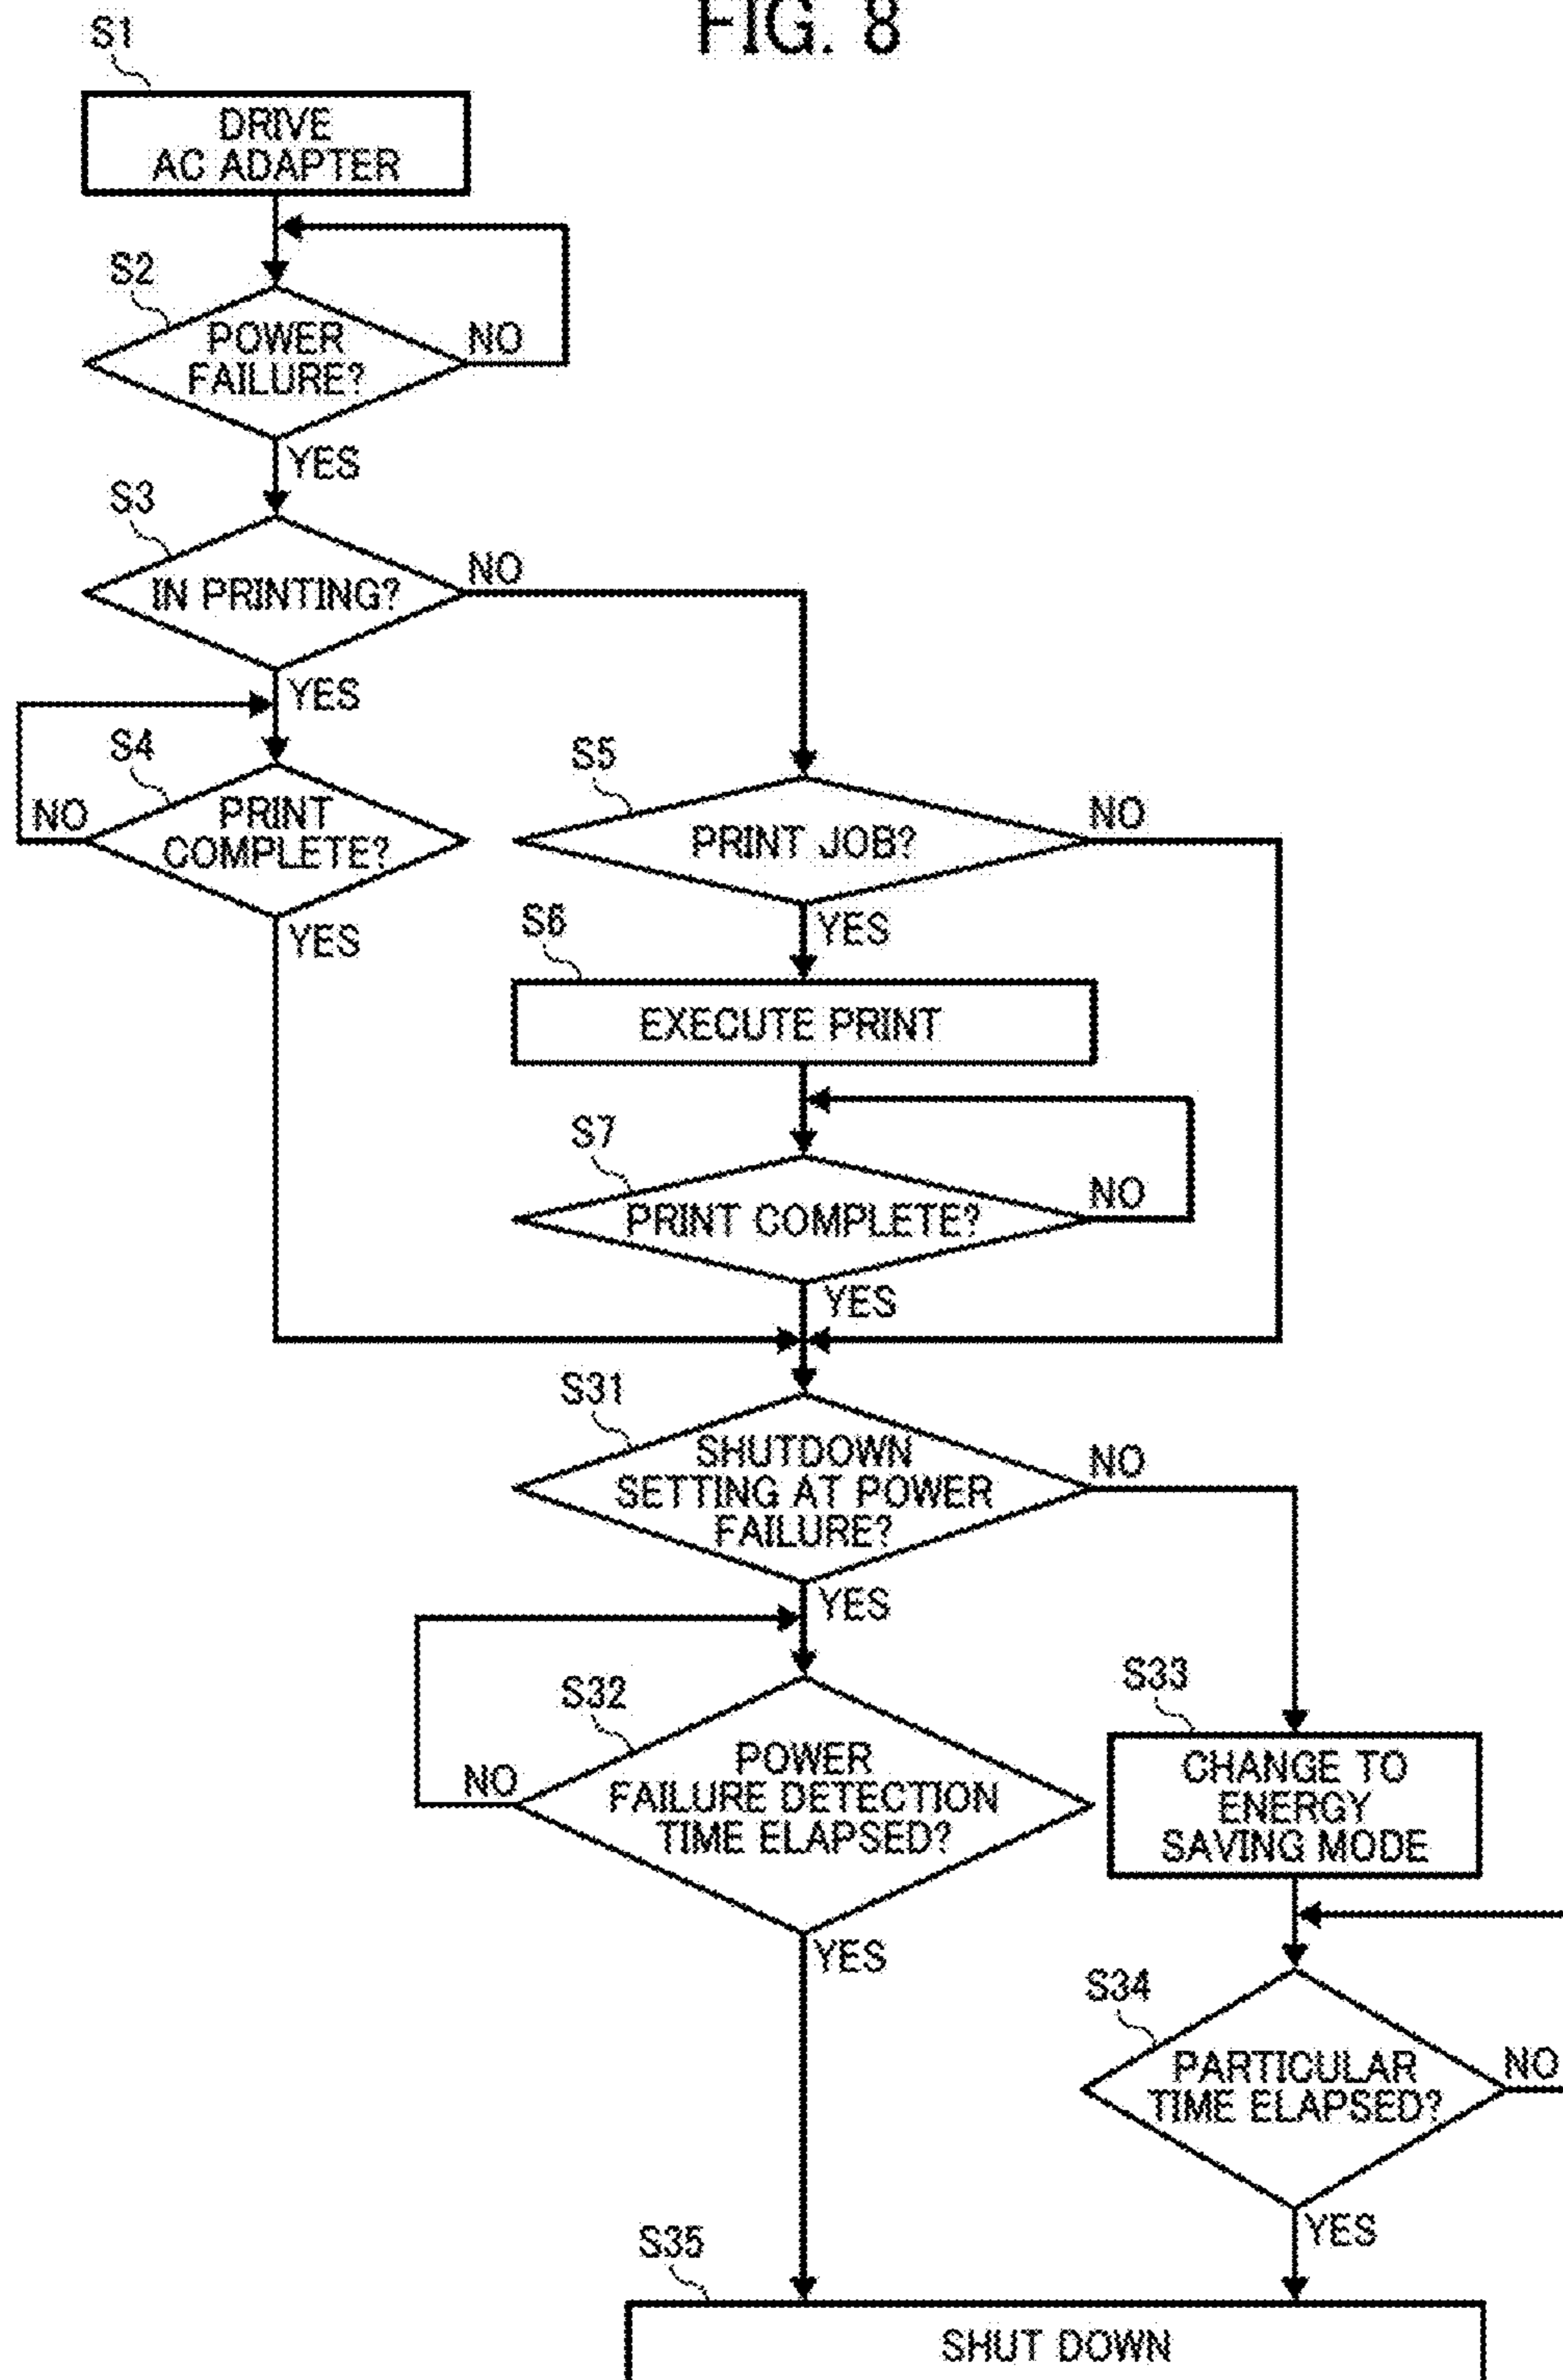 FIG. 8
S1
DRIVE
AC ADAPTER
S2
POWER
FAILURE?
NO
YES
S3
IN PRINTING?
NO
YES
S4
PRINT
COMPLETE?
NO
YES
S5
PRINT JOB?
NO
YES
S6
EXECUTE PRINT
S7
PRINT COMPLETE?
NO
YES
S31
SHUTDOWN
SETTING AT POWER
FAILURE?
NO
YES
S32
POWER
FAILURE DETECTION
TIME ELAPSED?
NO
YES
S33
CHANGE TO
ENERGY
SAVING MODE
S34
PARTICULAR
TIME ELAPSED?
NO
YES
S35
SHUT DOWN